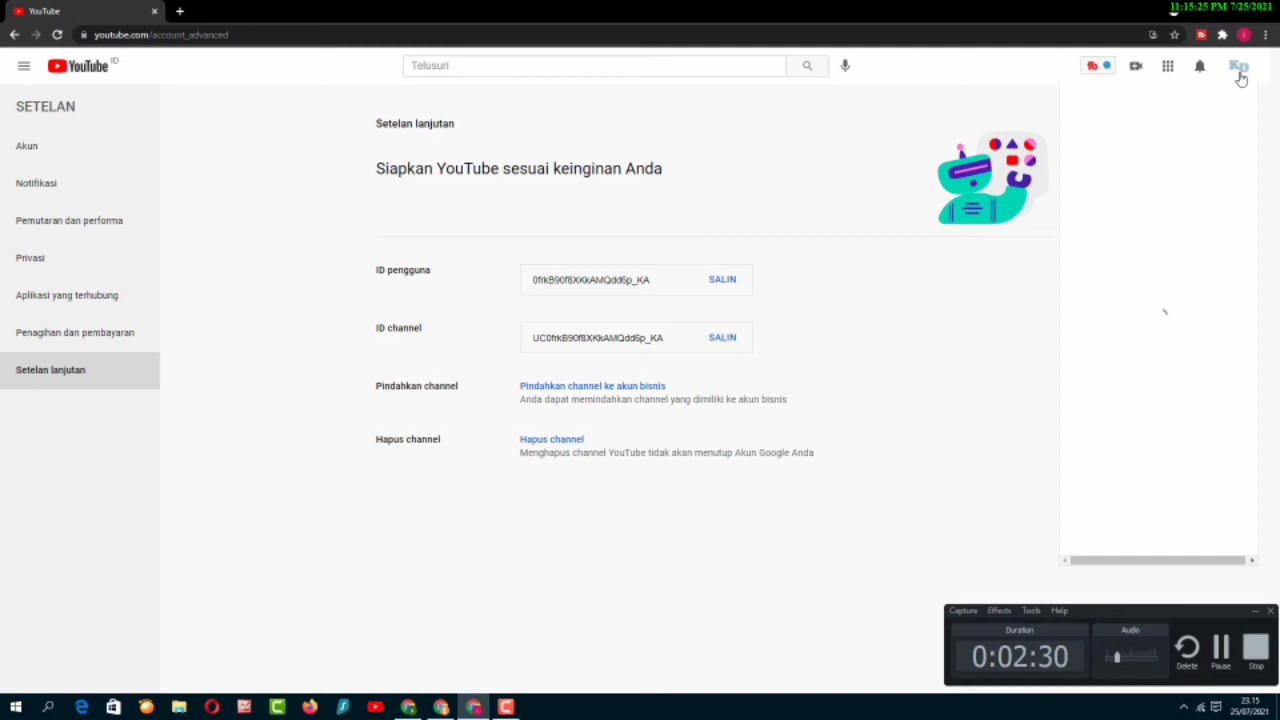 YouTube
11:15:25 PM 7/25/2021
youtube.com/account_advanced
YouTube ID
Telusuri
SETELAN
Akun
Notifikasi
Pemutaran dan performa
Privasi
Aplikasi yang terhubung
Penagihan dan pembayaran
Setelan lanjutan
Setelan lanjutan
Siapkan YouTube sesuai keinginan Anda
ID pengguna
0frkB90f8XKkAMQdd6p_KA
SALIN
ID channel
UC0frkB90f8XKkAMQdd6p_KA
SALIN
Pindahkan channel
Pindahkan channel ke akun bisnis
Anda dapat memindahkan channel yang dimiliki ke akun bisnis
Hapus channel
Hapus channel
Menghapus channel YouTube tidak akan menutup Akun Google Anda
Capture Effects Tools Help
Duration
0:02:30
Audio
Delete Pause Stop
23.15
25/07/2021